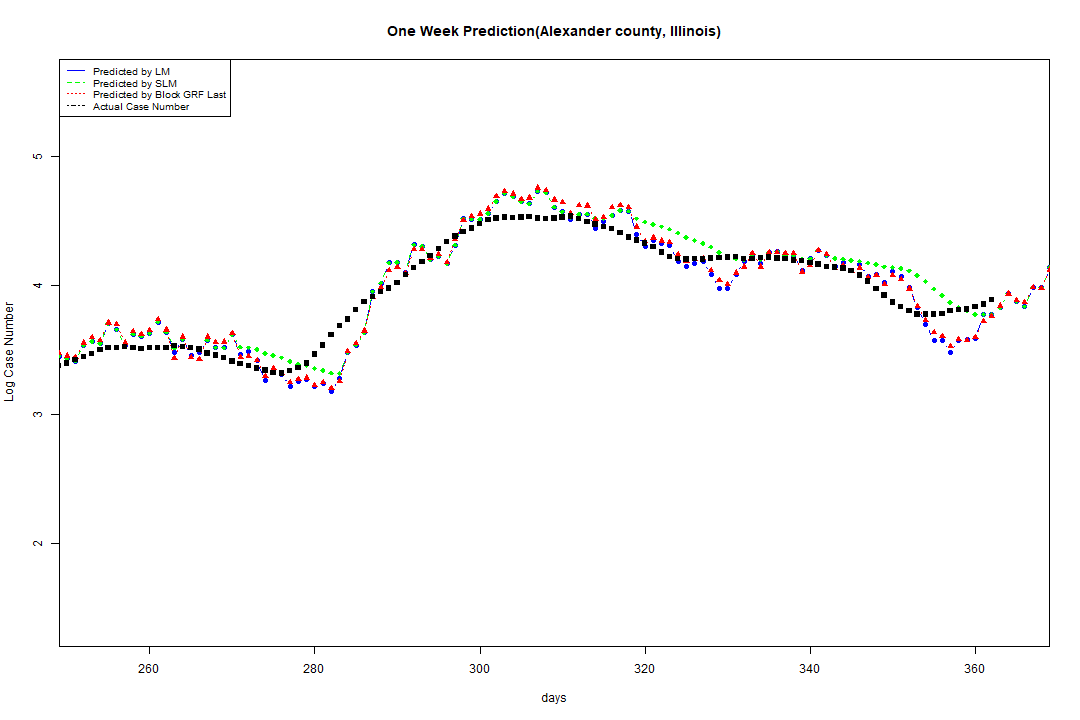 One Week Prediction(Alexander county, Illinois)
Predicted by LM
Predicted by SLM
Predicted by Block GRF Last
Actual Case Number
5
4
3
2
Log Case Number
260 280 300 320 340 360
days